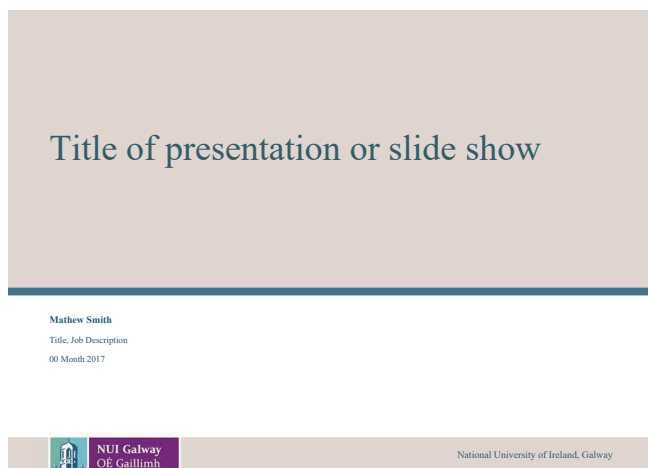 Title of presentation or slide show
Mathew Smith
Title, Job Description
00 Month 2017
NUI Galway
OÉ Gaillimh
National University of Ireland, Galway